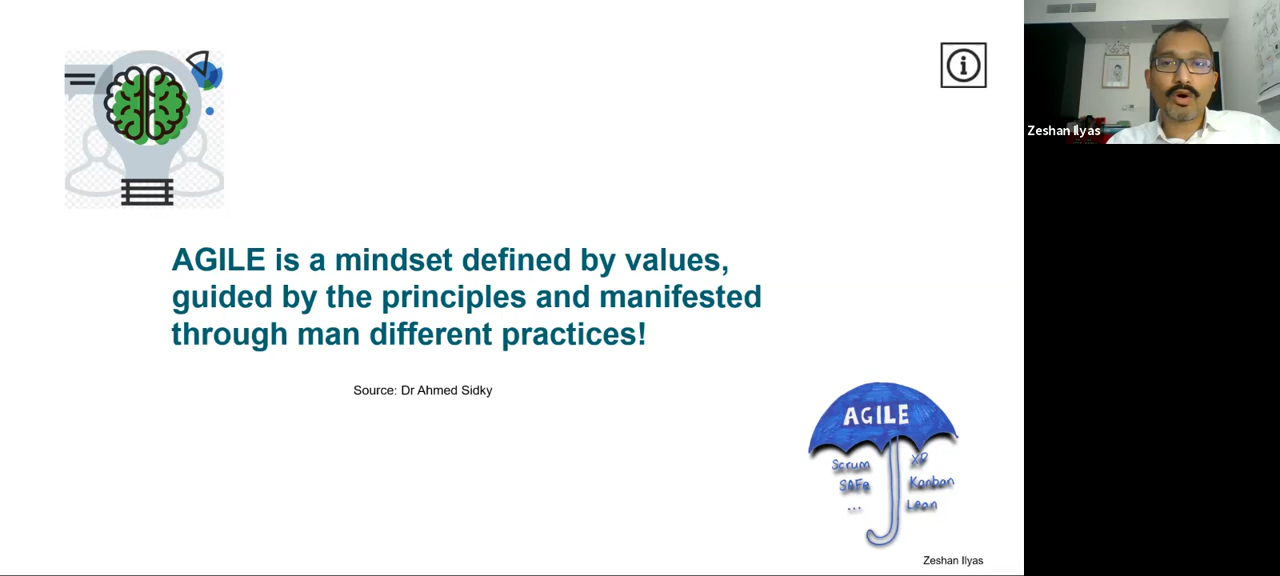 AGILE is a mindset defined by values,
guided by the principles and manifested
through man different practices!
Source: Dr Ahmed Sidky
AGILE
Scrum
SAFe
...
XP
Kanban
Lean
Zeshan Ilyas
Zeshan Ilyas